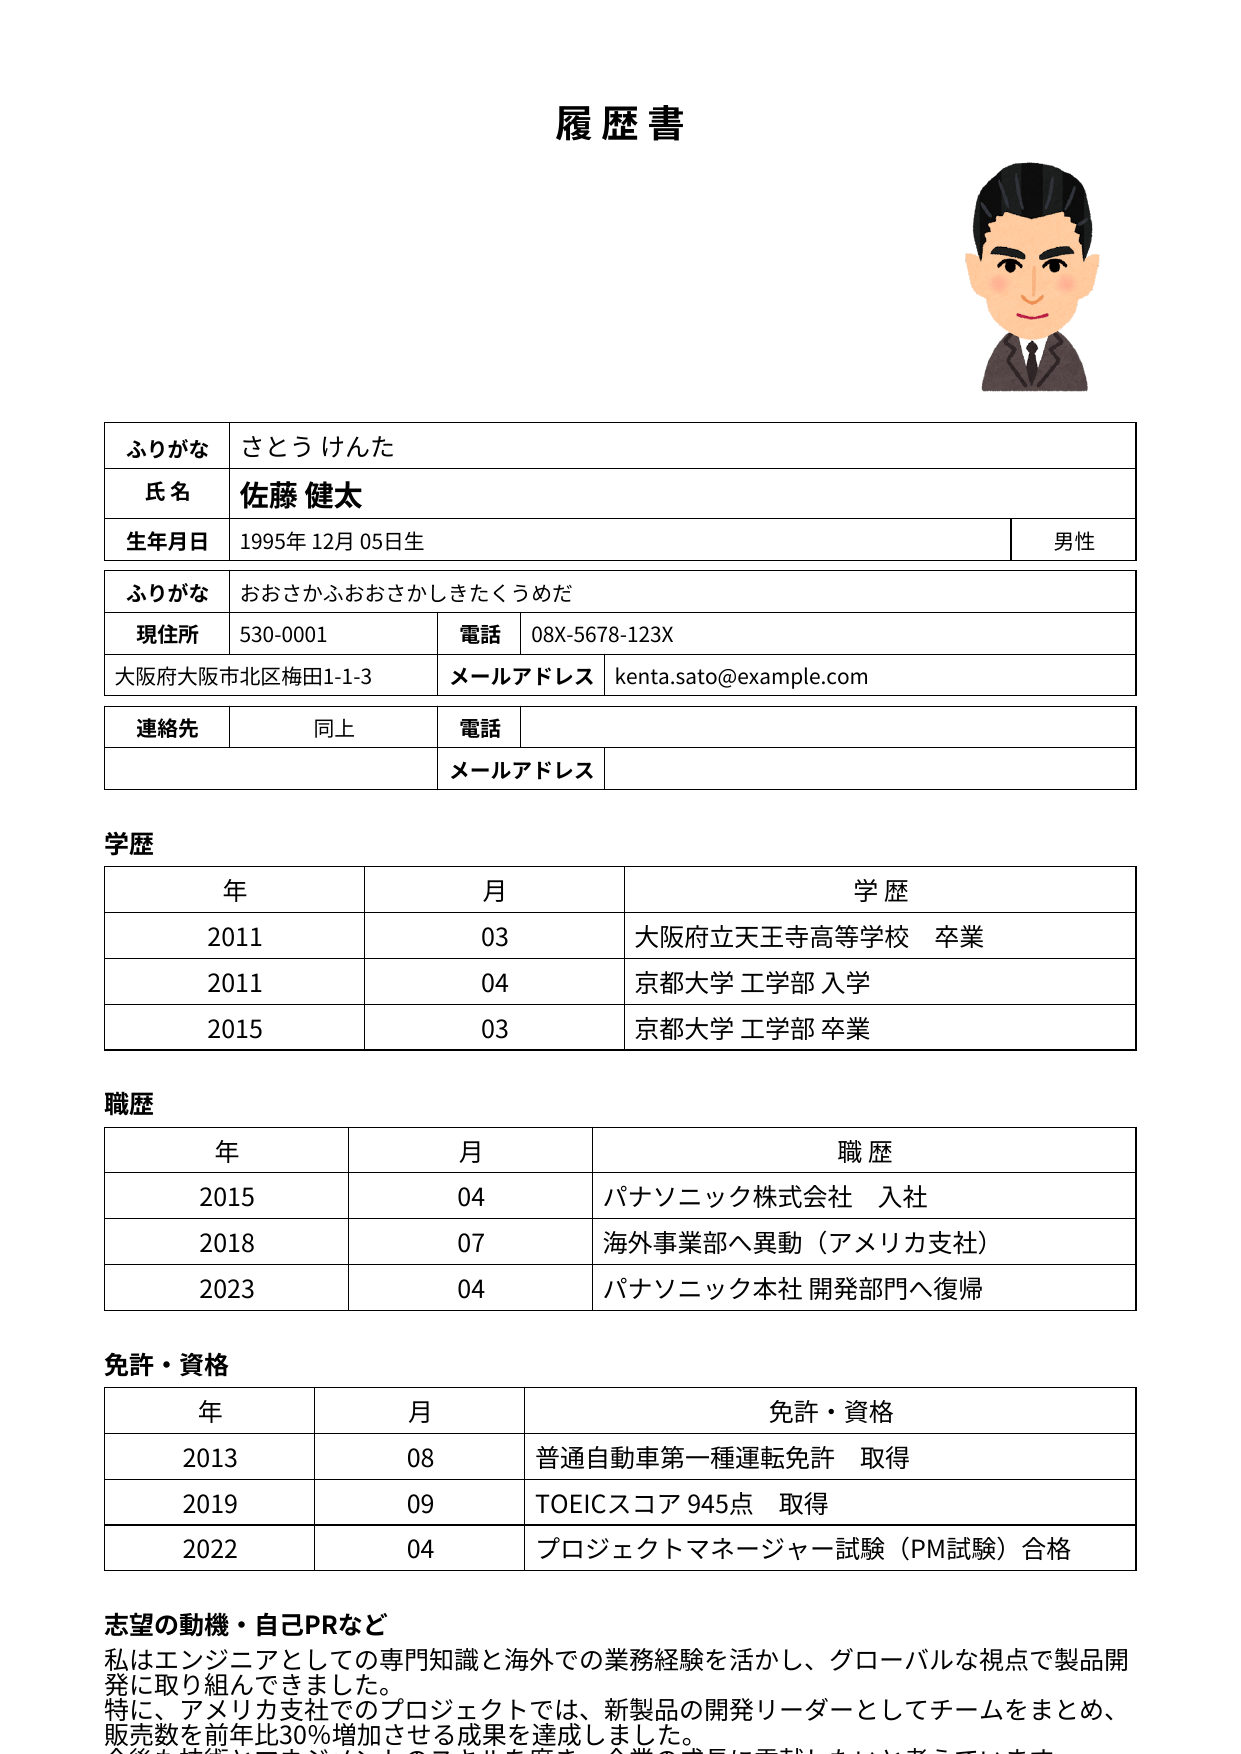 履 歴 書
ふりがな さとう けんた
氏 名 佐藤 健太
生年月日 1995年 12月 05日生 男性
ふりがな おおさかふおおさかしきたくうめだ
現住所 530-0001 電話 08X-5678-123X
大阪府大阪市北区梅田1-1-3 メールアドレス kenta.sato@example.com
連絡先 同上 電話
メールアドレス
学歴
年 月 学 歴
2011 03 大阪府立天王寺高等学校　卒業
2011 04 京都大学 工学部 入学
2015 03 京都大学 工学部 卒業
職歴
年 月 職 歴
2015 04 パナソニック株式会社　入社
2018 07 海外事業部へ異動（アメリカ支社）
2023 04 パナソニック本社 開発部門へ復帰
免許・資格
年 月 免許・資格
2013 08 普通自動車第一種運転免許　取得
2019 09 TOEICスコア 945点　取得
2022 04 プロジェクトマネージャー試験（PM試験）合格
志望の動機・自己PRなど
私はエンジニアとしての専門知識と海外での業務経験を活かし、グローバルな視点で製品開
発に取り組んできました。
特に、アメリカ支社でのプロジェクトでは、新製品の開発リーダーとしてチームをまとめ、
販売数を前年比30%増加させる成果を達成しました。